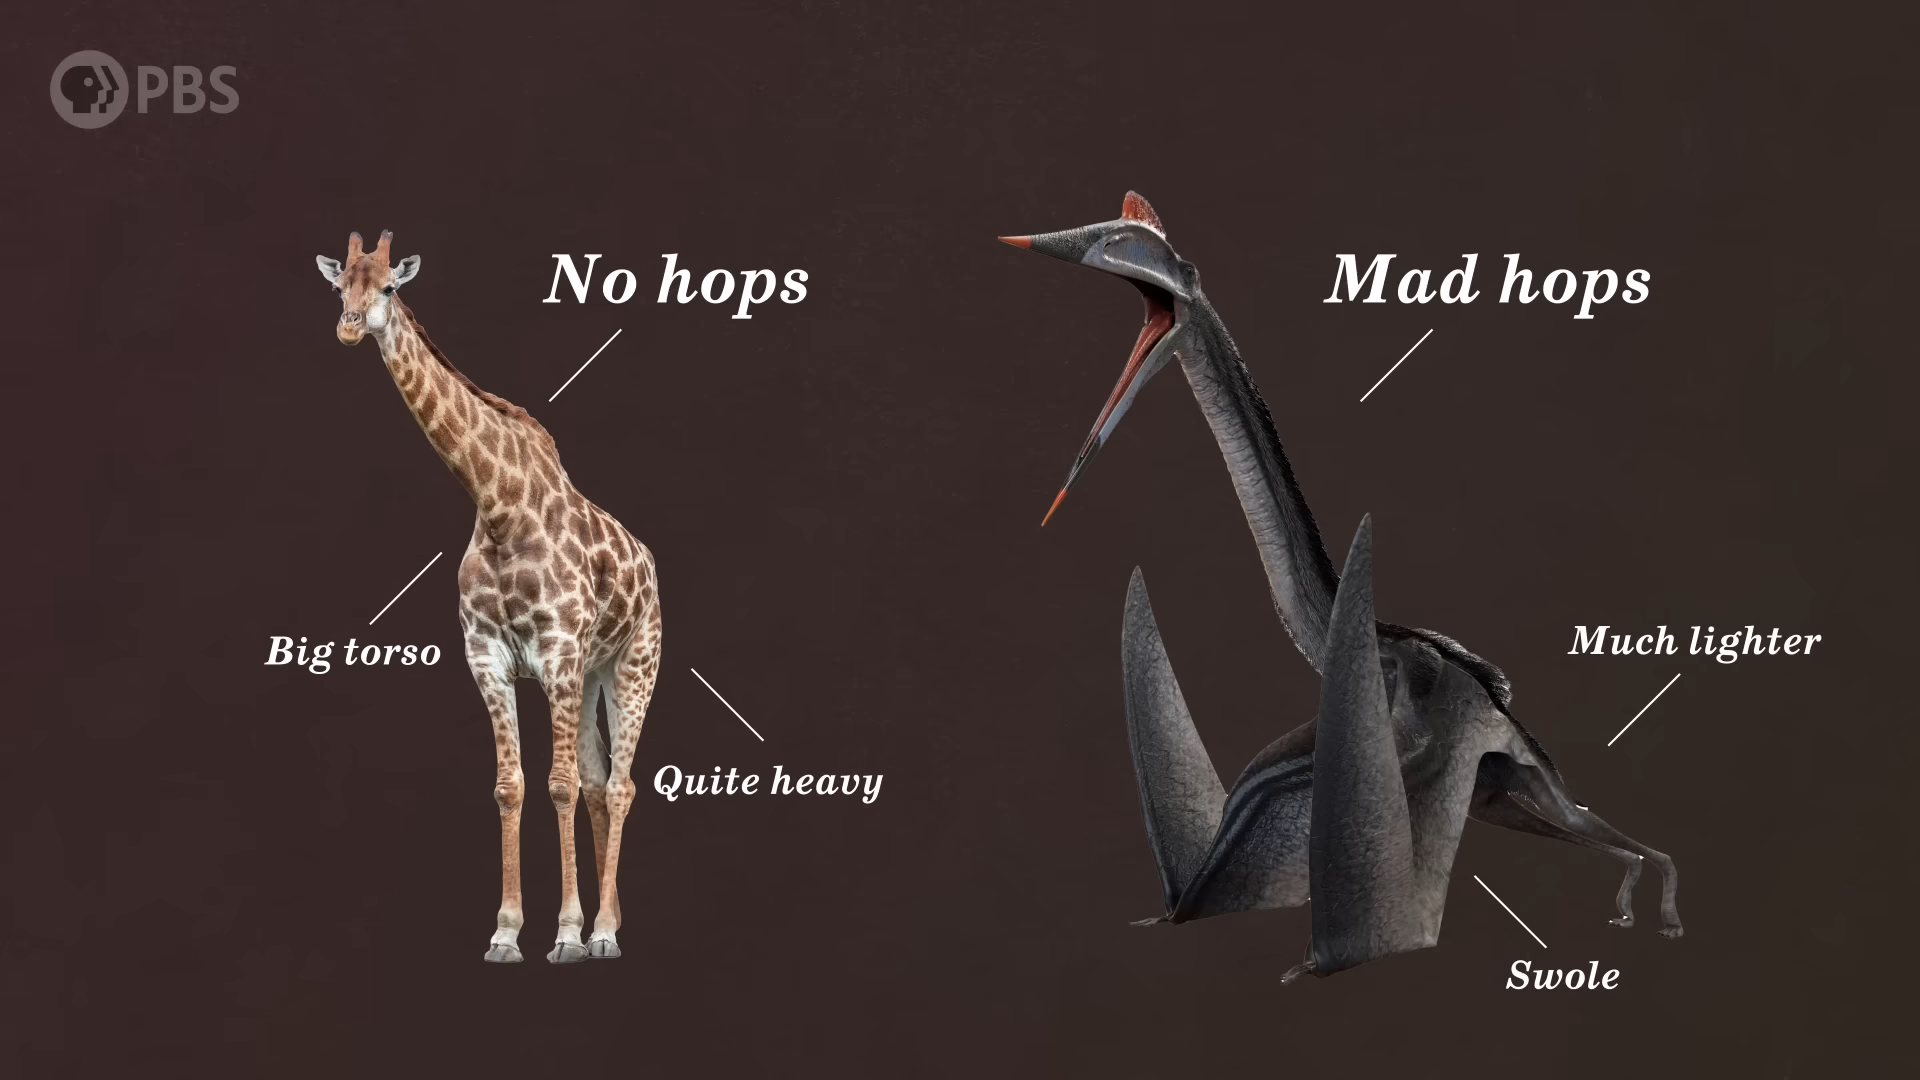 PBS
No hops
Mad hops
Big torso
Much lighter
Quite heavy
Swole